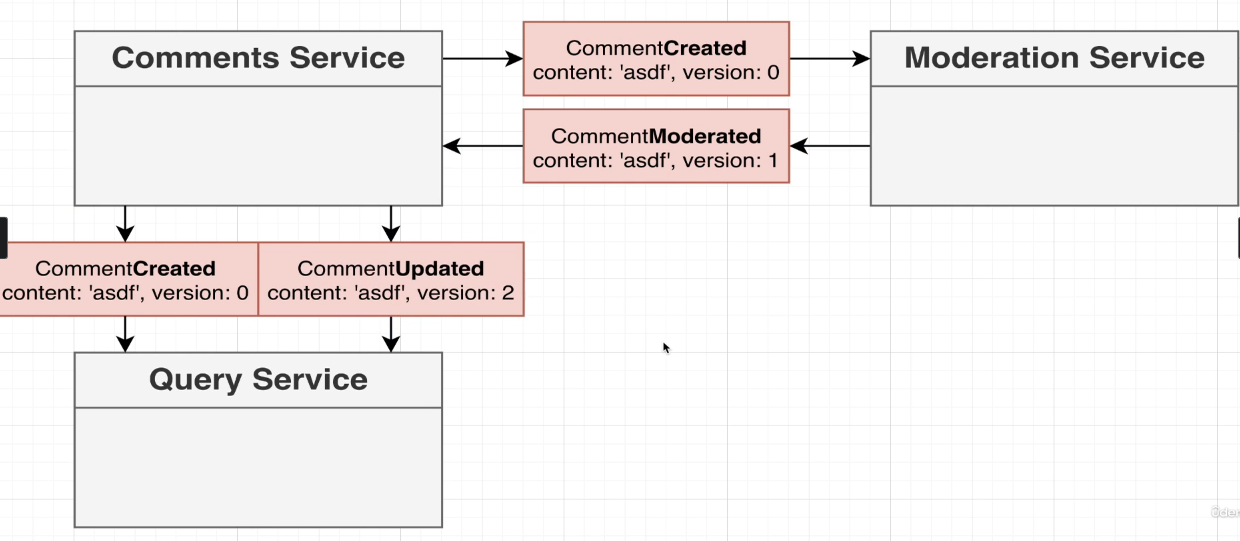 Comments Service
CommentCreated
content: 'asdf', version: 0
Moderation Service
CommentModerated
content: 'asdf', version: 1
CommentCreated
content: 'asdf', version: 0
CommentUpdated
content: 'asdf', version: 2
Query Service